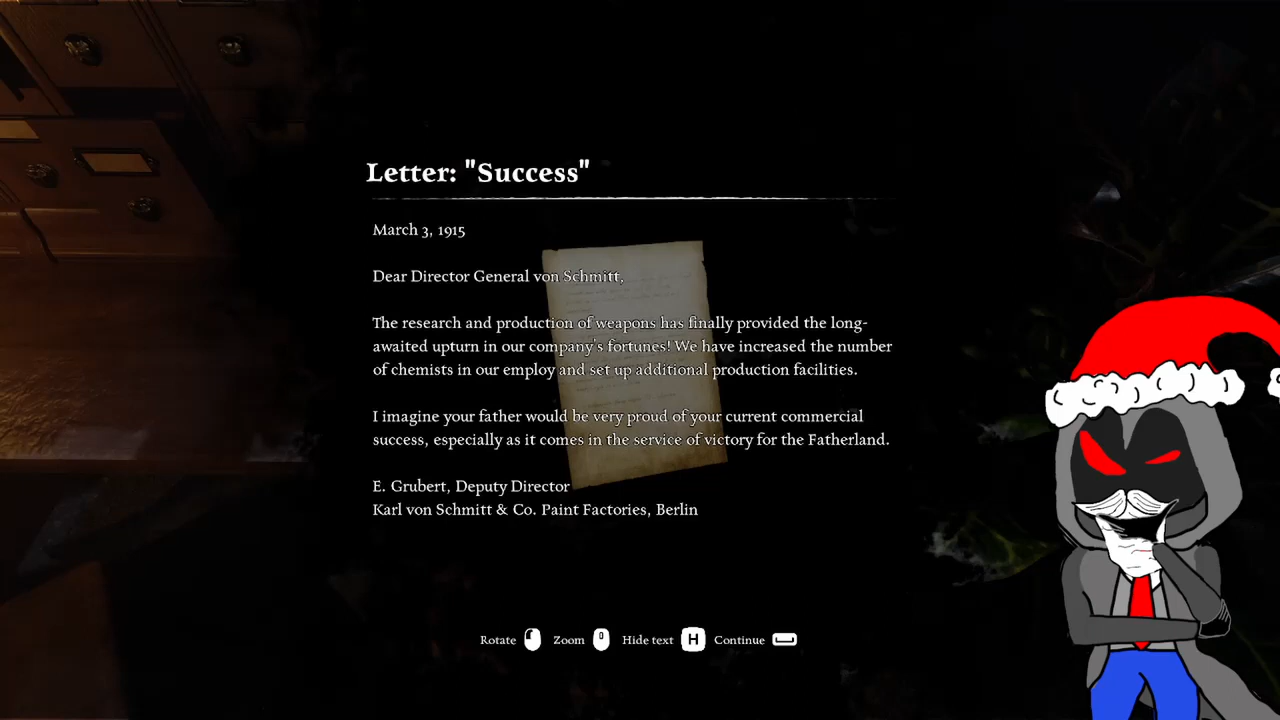 Letter: "Success"
March 3, 1915
Dear Director General von Schmitt,
The research and production of weapons has finally provided the long-
awaited upturn in our company's fortunes! We have increased the number
of chemists in our employ and set up additional production facilities.
I imagine your father would be very proud of your current commercial
success, especially as it comes in the service of victory for the Fatherland.
E. Grubert, Deputy Director
Karl von Schmitt & Co. Paint Factories, Berlin
Rotate Zoom Hide text H Continue